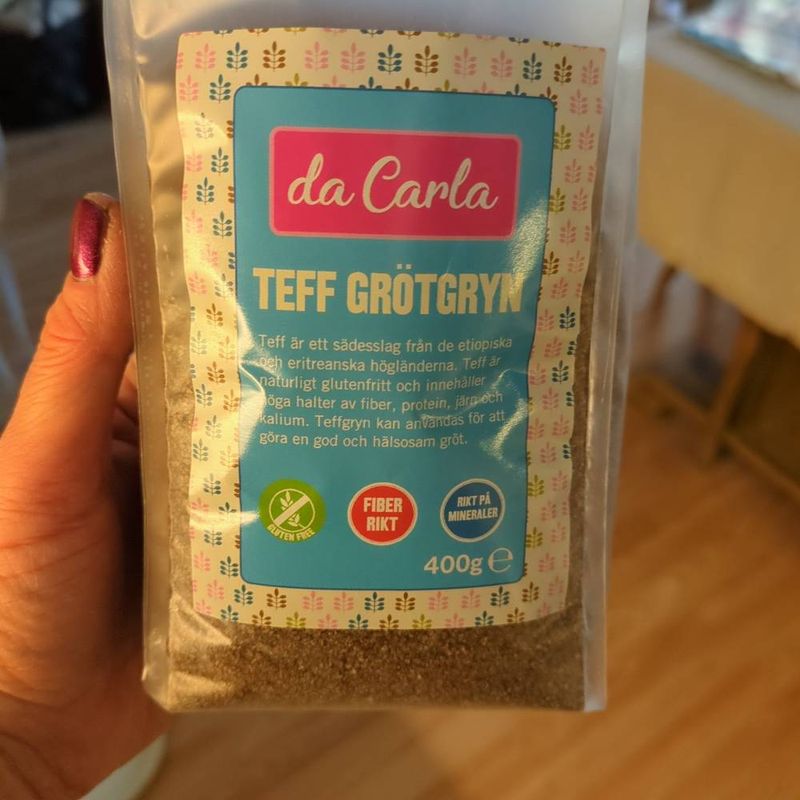 da Carla
TEFF GRÖTGRYN
Teff är ett sädesslag från de etiopiska
och eritreanska högländerna. Teff är
naturligt glutenfritt och innehåller
höga halter av fiber, protein, järn och
kalium. Teffgryn kan användas för att
göra en god och hälsosam gröt.
GLUTEN FREE
FIBER
RIKT
RIKT PÅ
MINERALER
400g ℮